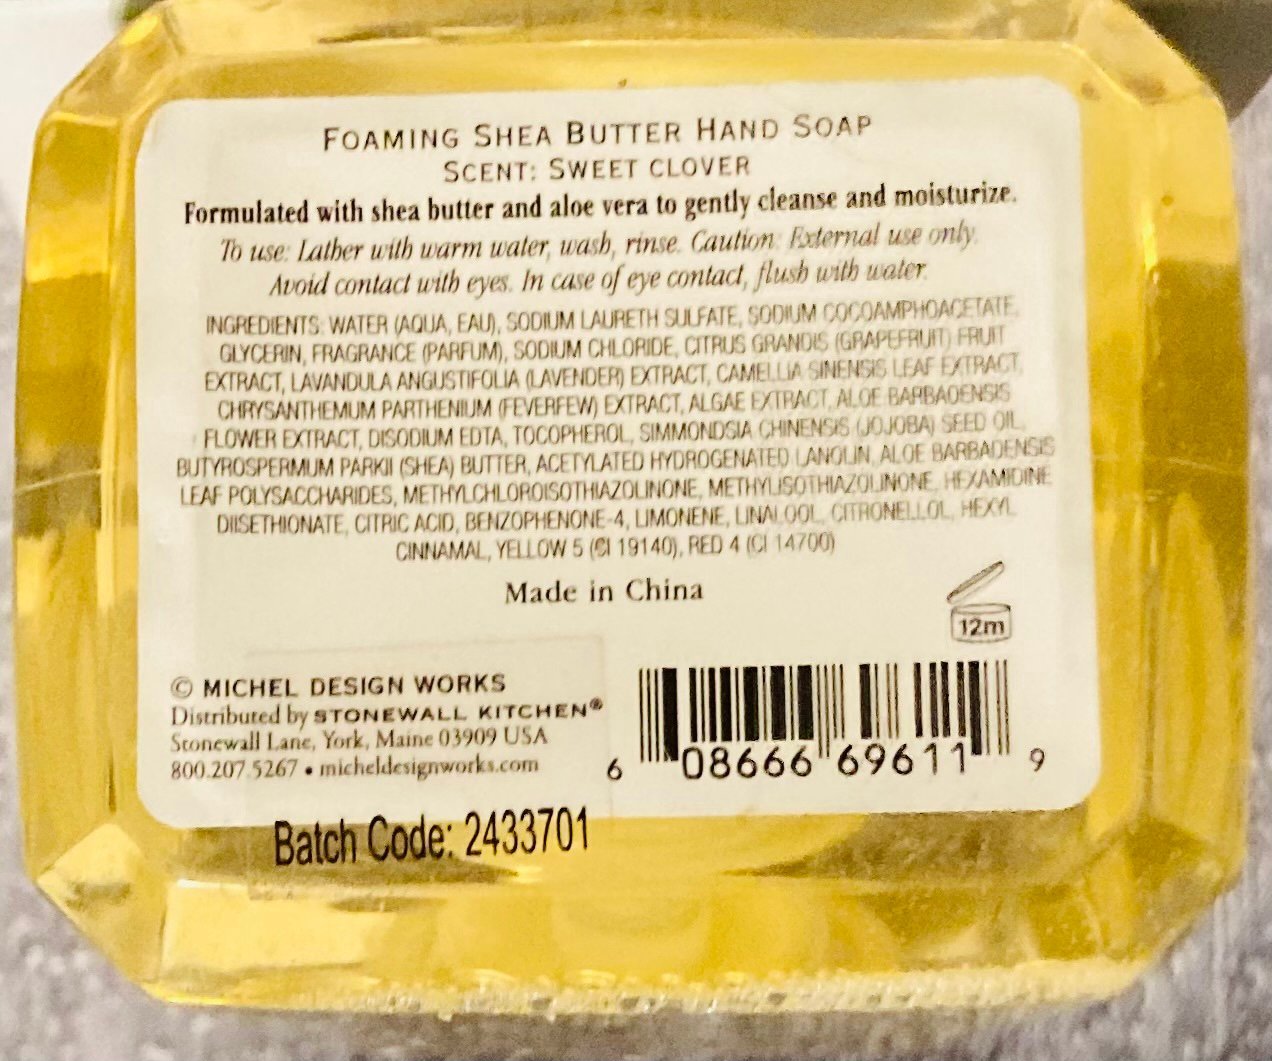 FOAMING SHEA BUTTER HAND SOAP
SCENT: SWEET CLOVER
Formulated with shea butter and aloe vera to gently cleanse and moisturize.
To use: Lather with warm water, wash, rinse. Caution: External use only.
Avoid contact with eyes. In case of eye contact, flush with water.
INGREDIENTS: WATER (AQUA, EAU), SODIUM LAURETH SULFATE, SODIUM COCOAMPHOACETATE,
GLYCERIN, FRAGRANCE (PARFUM), SODIUM CHLORIDE, CITRUS GRANDIS (GRAPEFRUIT) FRUIT
EXTRACT, LAVANDULA ANGUSTIFOLIA (LAVENDER) EXTRACT, CAMELLIA SINENSIS LEAF EXTRACT,
CHRYSANTHEMUM PARTHENIUM (FEVERFEW) EXTRACT, ALGAE EXTRACT, ALOE BARBADENSIS
FLOWER EXTRACT, DISODIUM EDTA, TOCOPHEROL, SIMMONDSIA CHINENSIS (JOJOBA) SEED OIL,
BUTYROSPERMUM PARKII (SHEA) BUTTER, ACETYLATED HYDROGENATED LANOLIN, ALOE BARBADENSIS
LEAF POLYSACCHARIDES, METHYLCHLOROISOTHIAZOLINONE, METHYLISOTHIAZOLINONE, HEXAMIDINE
DIISETHIONATE, CITRIC ACID, BENZOPHENONE-4, LIMONENE, LINALOOL, CITRONELLOL, HEXYL
CINNAMAL, YELLOW 5 (CI 19140), RED 4 (CI 14700)
Made in China
12m
© MICHEL DESIGN WORKS
Distributed by STONEWALL KITCHEN®
Stonewall Lane, York, Maine 03909 USA
800.207.5267 • micheldesignworks.com
6 08666 69611 9
Batch Code: 2433701